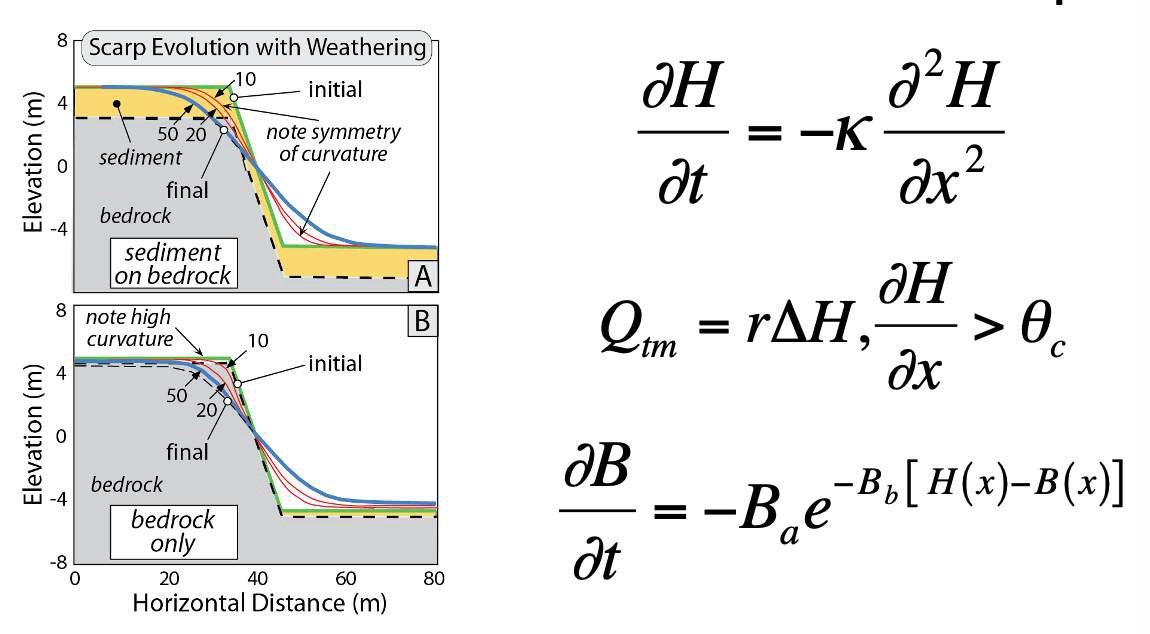 Scarp Evolution with Weathering
8
4
0
-4
Elevation (m)
10
initial
50 20
note symmetry
of curvature
sediment
final
bedrock
sediment
on bedrock
A
8
4
0
-4
-8
Elevation (m)
note high
curvature
B
10
initial
50
20
final
bedrock
bedrock
only
0 20 40 60 80
Horizontal Distance (m)
∂H/∂t = −κ ∂²H/∂x²
Q_tm = rΔH, ∂H/∂x > θ_c
∂B/∂t = −B_a e^{−B_b[H(x)−B(x)]}